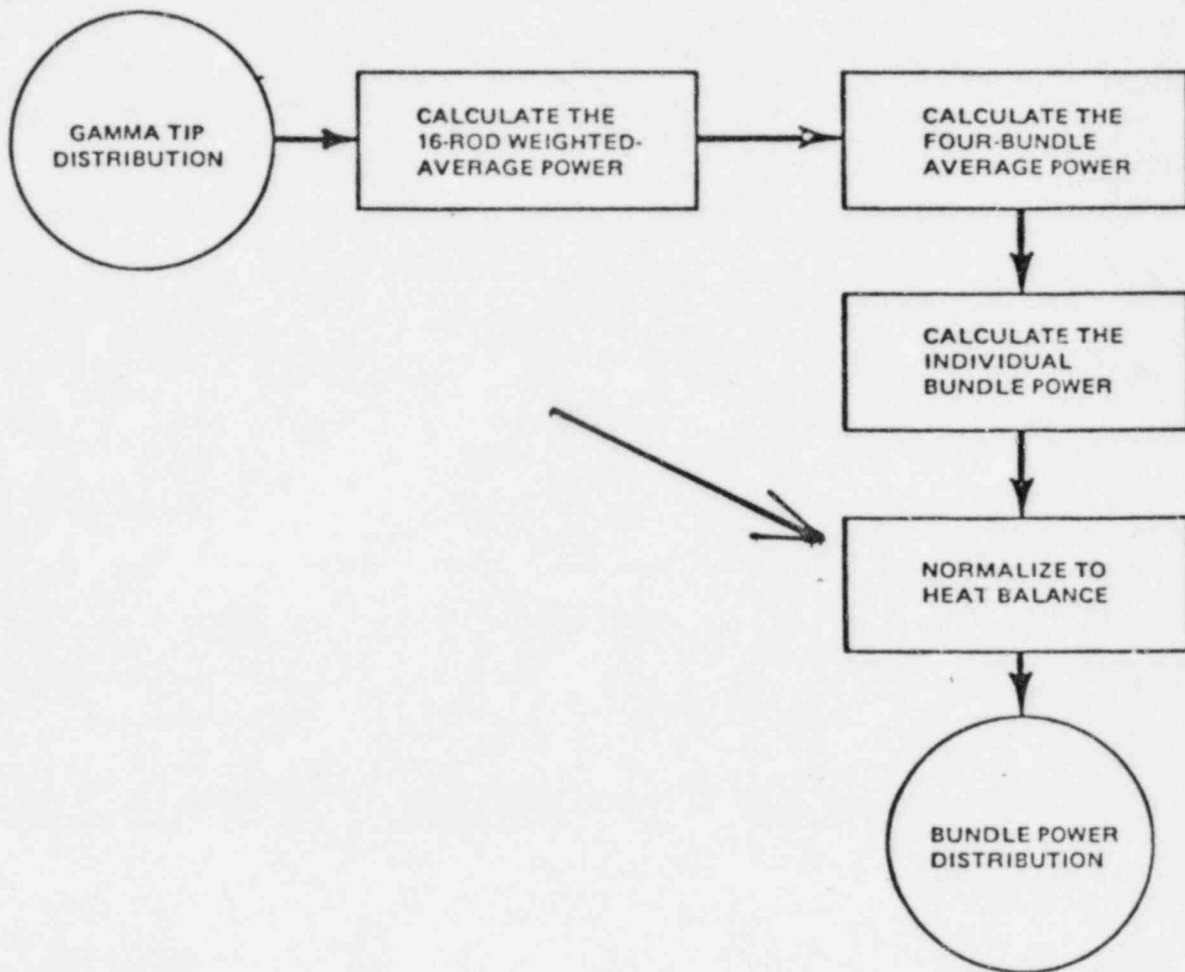 GAMMA TIP
DISTRIBUTION
CALCULATE THE
16-ROD WEIGHTED-
AVERAGE POWER
CALCULATE THE
FOUR-BUNDLE
AVERAGE POWER
CALCULATE THE
INDIVIDUAL
BUNDLE POWER
NORMALIZE TO
HEAT BALANCE
BUNDLE POWER
DISTRIBUTION